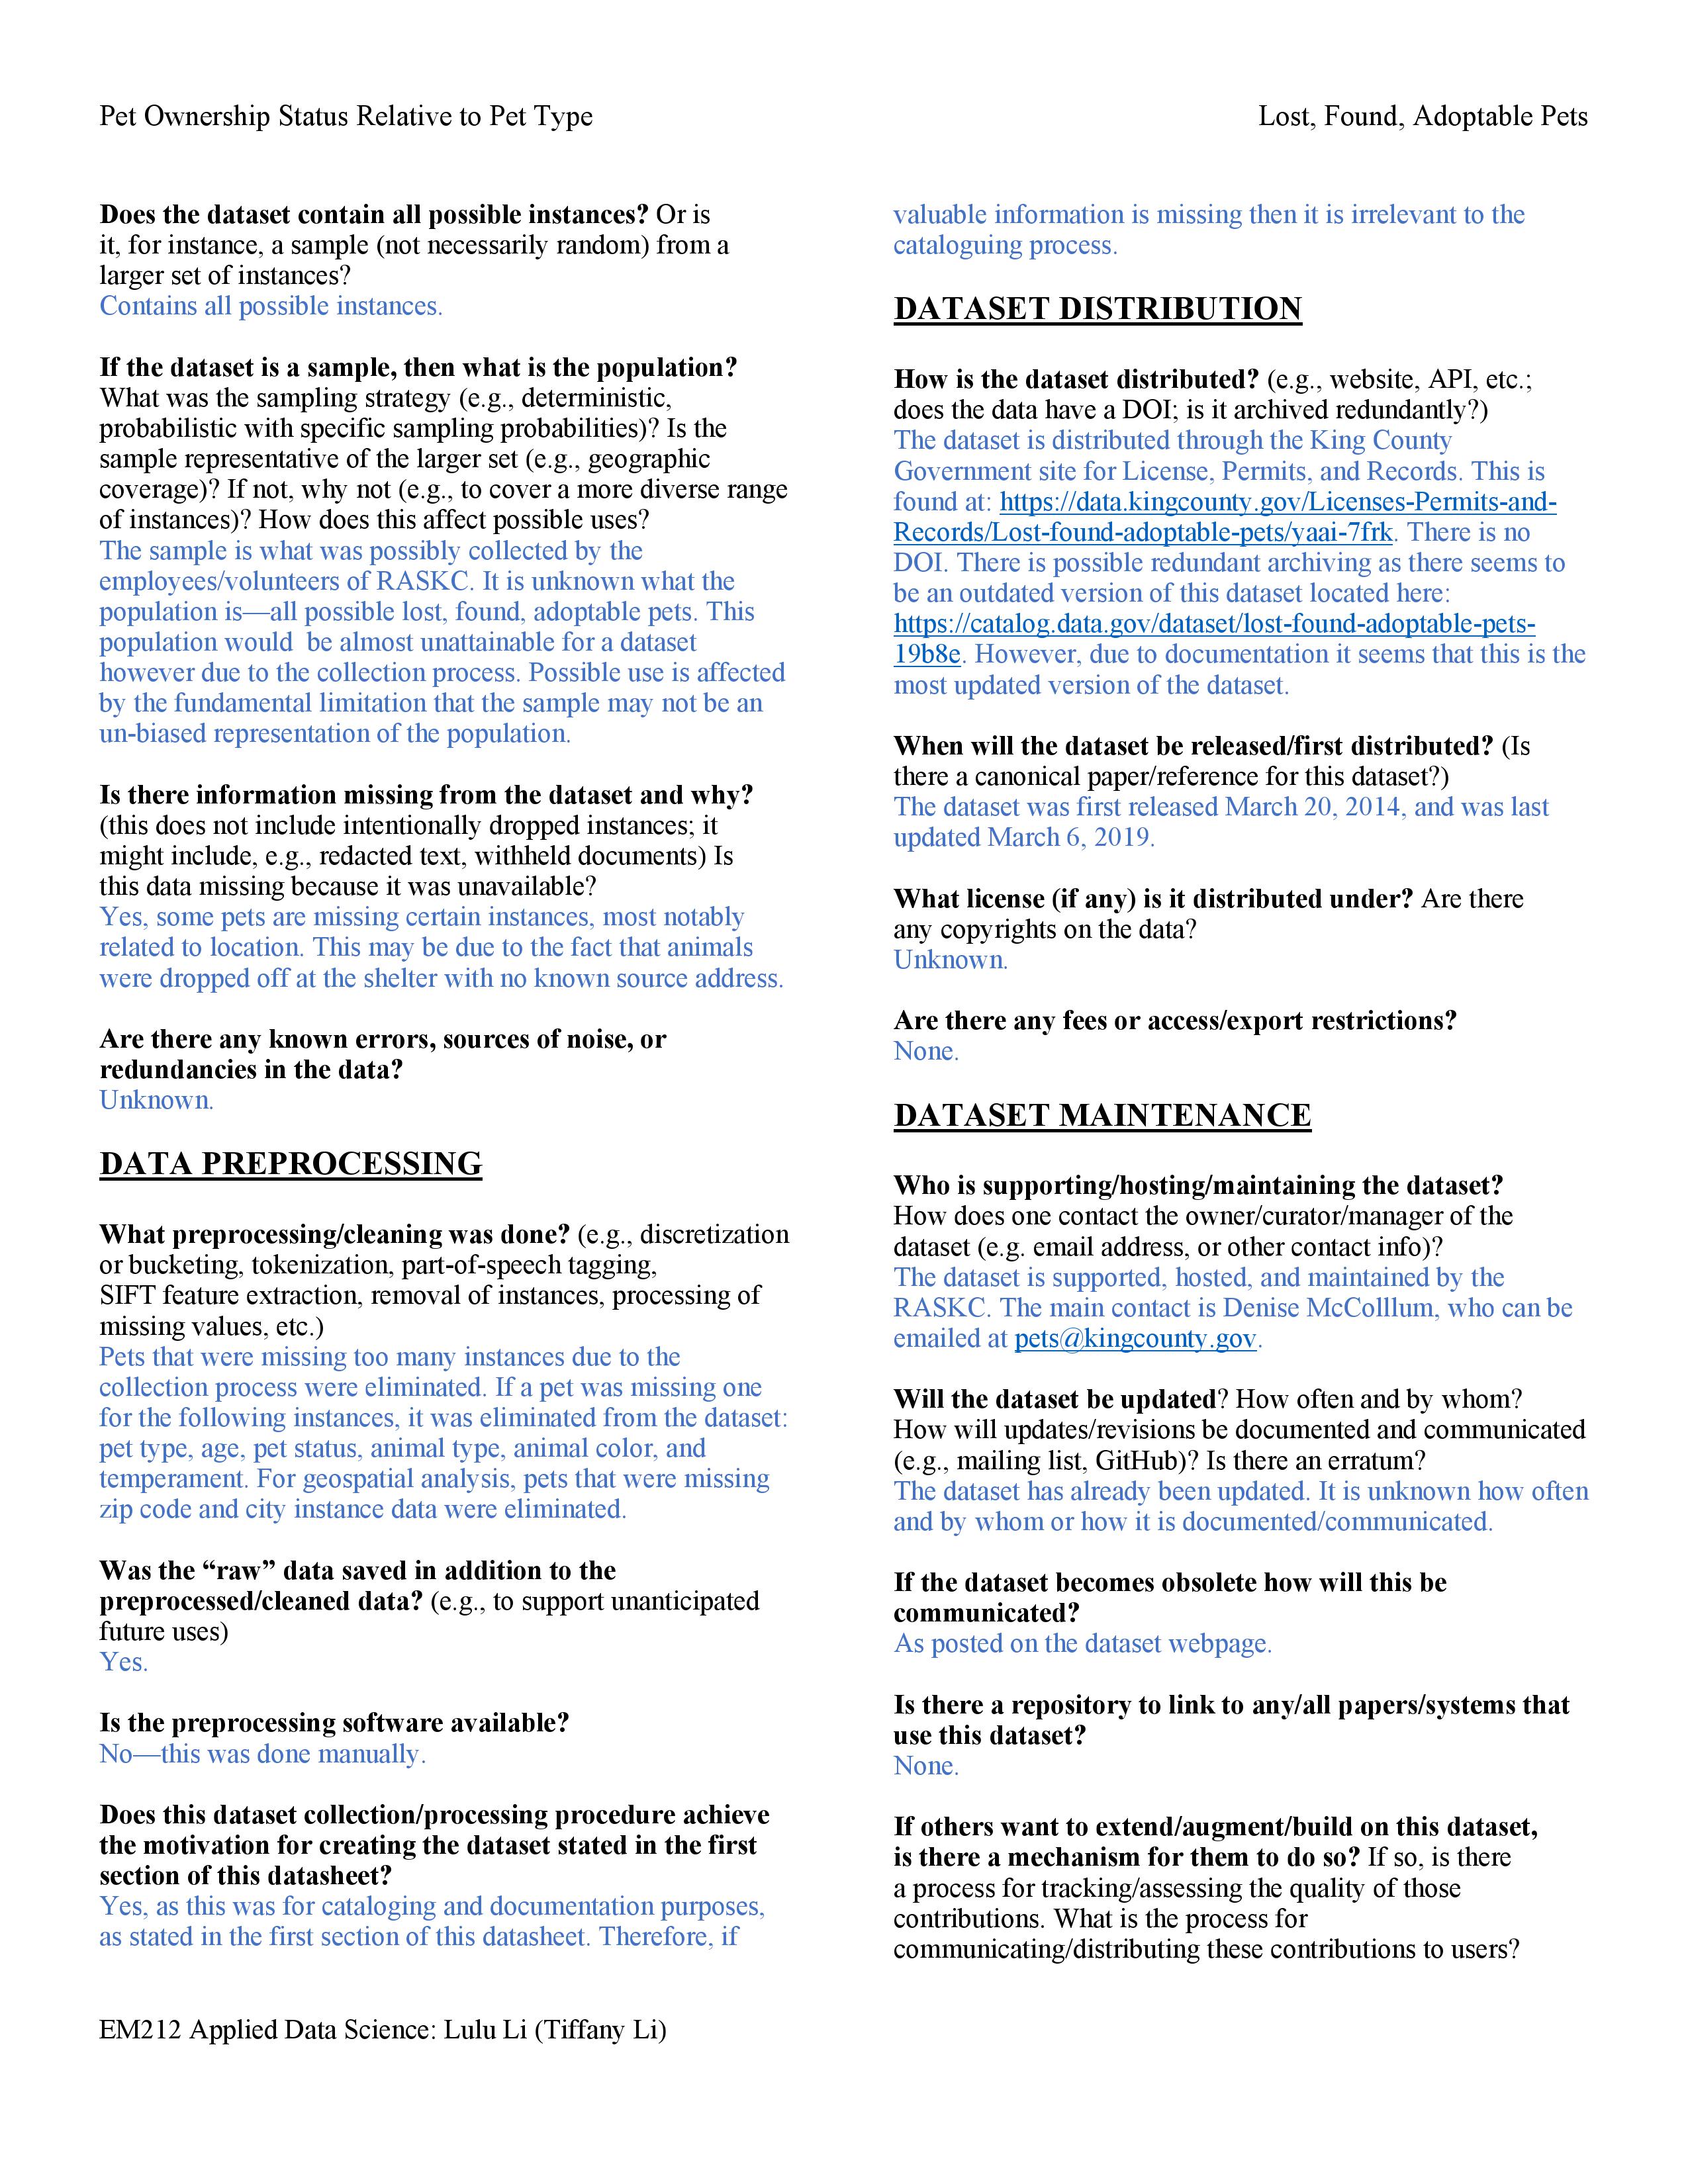 Pet Ownership Status Relative to Pet Type
Lost, Found, Adoptable Pets
Does the dataset contain all possible instances? Or is
it, for instance, a sample (not necessarily random) from a
larger set of instances?
Contains all possible instances.
If the dataset is a sample, then what is the population?
What was the sampling strategy (e.g., deterministic,
probabilistic with specific sampling probabilities)? Is the
sample representative of the larger set (e.g., geographic
coverage)? If not, why not (e.g., to cover a more diverse range
of instances)? How does this affect possible uses?
The sample is what was possibly collected by the
employees/volunteers of RASKC. It is unknown what the
population is—all possible lost, found, adoptable pets. This
population would  be almost unattainable for a dataset
however due to the collection process. Possible use is affected
by the fundamental limitation that the sample may not be an
un-biased representation of the population.
Is there information missing from the dataset and why?
(this does not include intentionally dropped instances; it
might include, e.g., redacted text, withheld documents) Is
this data missing because it was unavailable?
Yes, some pets are missing certain instances, most notably
related to location. This may be due to the fact that animals
were dropped off at the shelter with no known source address.
Are there any known errors, sources of noise, or
redundancies in the data?
Unknown.
DATA PREPROCESSING
What preprocessing/cleaning was done? (e.g., discretization
or bucketing, tokenization, part-of-speech tagging,
SIFT feature extraction, removal of instances, processing of
missing values, etc.)
Pets that were missing too many instances due to the
collection process were eliminated. If a pet was missing one
for the following instances, it was eliminated from the dataset:
pet type, age, pet status, animal type, animal color, and
temperament. For geospatial analysis, pets that were missing
zip code and city instance data were eliminated.
Was the “raw” data saved in addition to the
preprocessed/cleaned data? (e.g., to support unanticipated
future uses)
Yes.
Is the preprocessing software available?
No—this was done manually.
Does this dataset collection/processing procedure achieve
the motivation for creating the dataset stated in the first
section of this datasheet?
Yes, as this was for cataloging and documentation purposes,
as stated in the first section of this datasheet. Therefore, if
valuable information is missing then it is irrelevant to the
cataloguing process.
DATASET DISTRIBUTION
How is the dataset distributed? (e.g., website, API, etc.;
does the data have a DOI; is it archived redundantly?)
The dataset is distributed through the King County
Government site for License, Permits, and Records. This is
found at: https://data.kingcounty.gov/Licenses-Permits-and-
Records/Lost-found-adoptable-pets/yaai-7frk. There is no
DOI. There is possible redundant archiving as there seems to
be an outdated version of this dataset located here:
https://catalog.data.gov/dataset/lost-found-adoptable-pets-
19b8e. However, due to documentation it seems that this is the
most updated version of the dataset.
When will the dataset be released/first distributed? (Is
there a canonical paper/reference for this dataset?)
The dataset was first released March 20, 2014, and was last
updated March 6, 2019.
What license (if any) is it distributed under? Are there
any copyrights on the data?
Unknown.
Are there any fees or access/export restrictions?
None.
DATASET MAINTENANCE
Who is supporting/hosting/maintaining the dataset?
How does one contact the owner/curator/manager of the
dataset (e.g. email address, or other contact info)?
The dataset is supported, hosted, and maintained by the
RASKC. The main contact is Denise McColllum, who can be
emailed at pets@kingcounty.gov.
Will the dataset be updated? How often and by whom?
How will updates/revisions be documented and communicated
(e.g., mailing list, GitHub)? Is there an erratum?
The dataset has already been updated. It is unknown how often
and by whom or how it is documented/communicated.
If the dataset becomes obsolete how will this be
communicated?
As posted on the dataset webpage.
Is there a repository to link to any/all papers/systems that
use this dataset?
None.
If others want to extend/augment/build on this dataset,
is there a mechanism for them to do so? If so, is there
a process for tracking/assessing the quality of those
contributions. What is the process for
communicating/distributing these contributions to users?
EM212 Applied Data Science: Lulu Li (Tiffany Li)